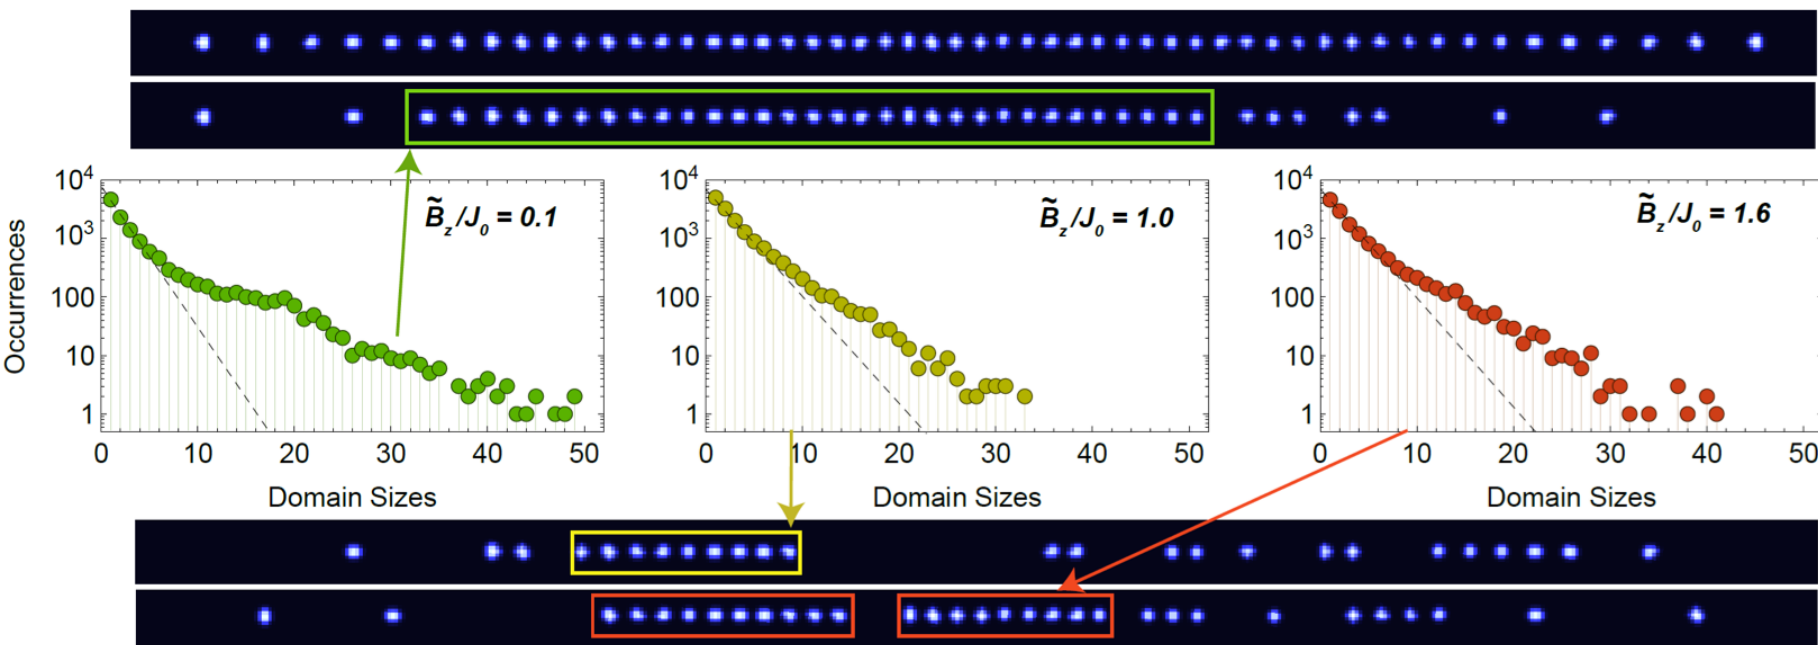 10⁴ 10⁴ 10⁴
B̃z/J0 = 0.1 B̃z/J0 = 1.0 B̃z/J0 = 1.6
10³ 10³ 10³
Occurrences
100 100 100
10 10 10
1 1 1
0 10 20 30 40 50 0 10 20 30 40 50 0 10 20 30 40 50
Domain Sizes Domain Sizes Domain Sizes